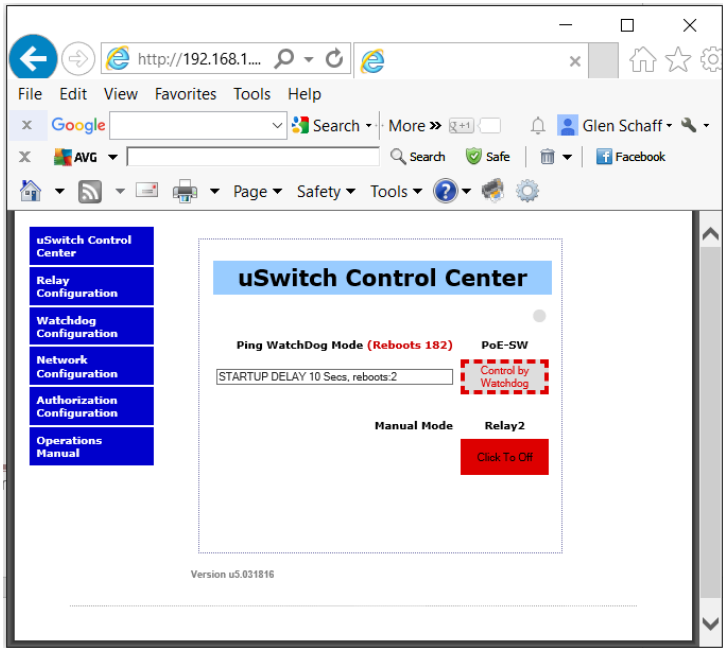 http://192.168.1....
File Edit View Favorites Tools Help
x Google Search More » g+1 Glen Schaff
X AVG Search Safe Facebook
Page Safety Tools
uSwitch Control
Center
Relay
Configuration
Watchdog
Configuration
Network
Configuration
Authorization
Configuration
Operations
Manual
uSwitch Control Center
Ping WatchDog Mode (Reboots 182) PoE-SW
STARTUP DELAY 10 Secs, reboots:2
Control by
Watchdog
Manual Mode Relay2
Click To Off
Version u5.031816